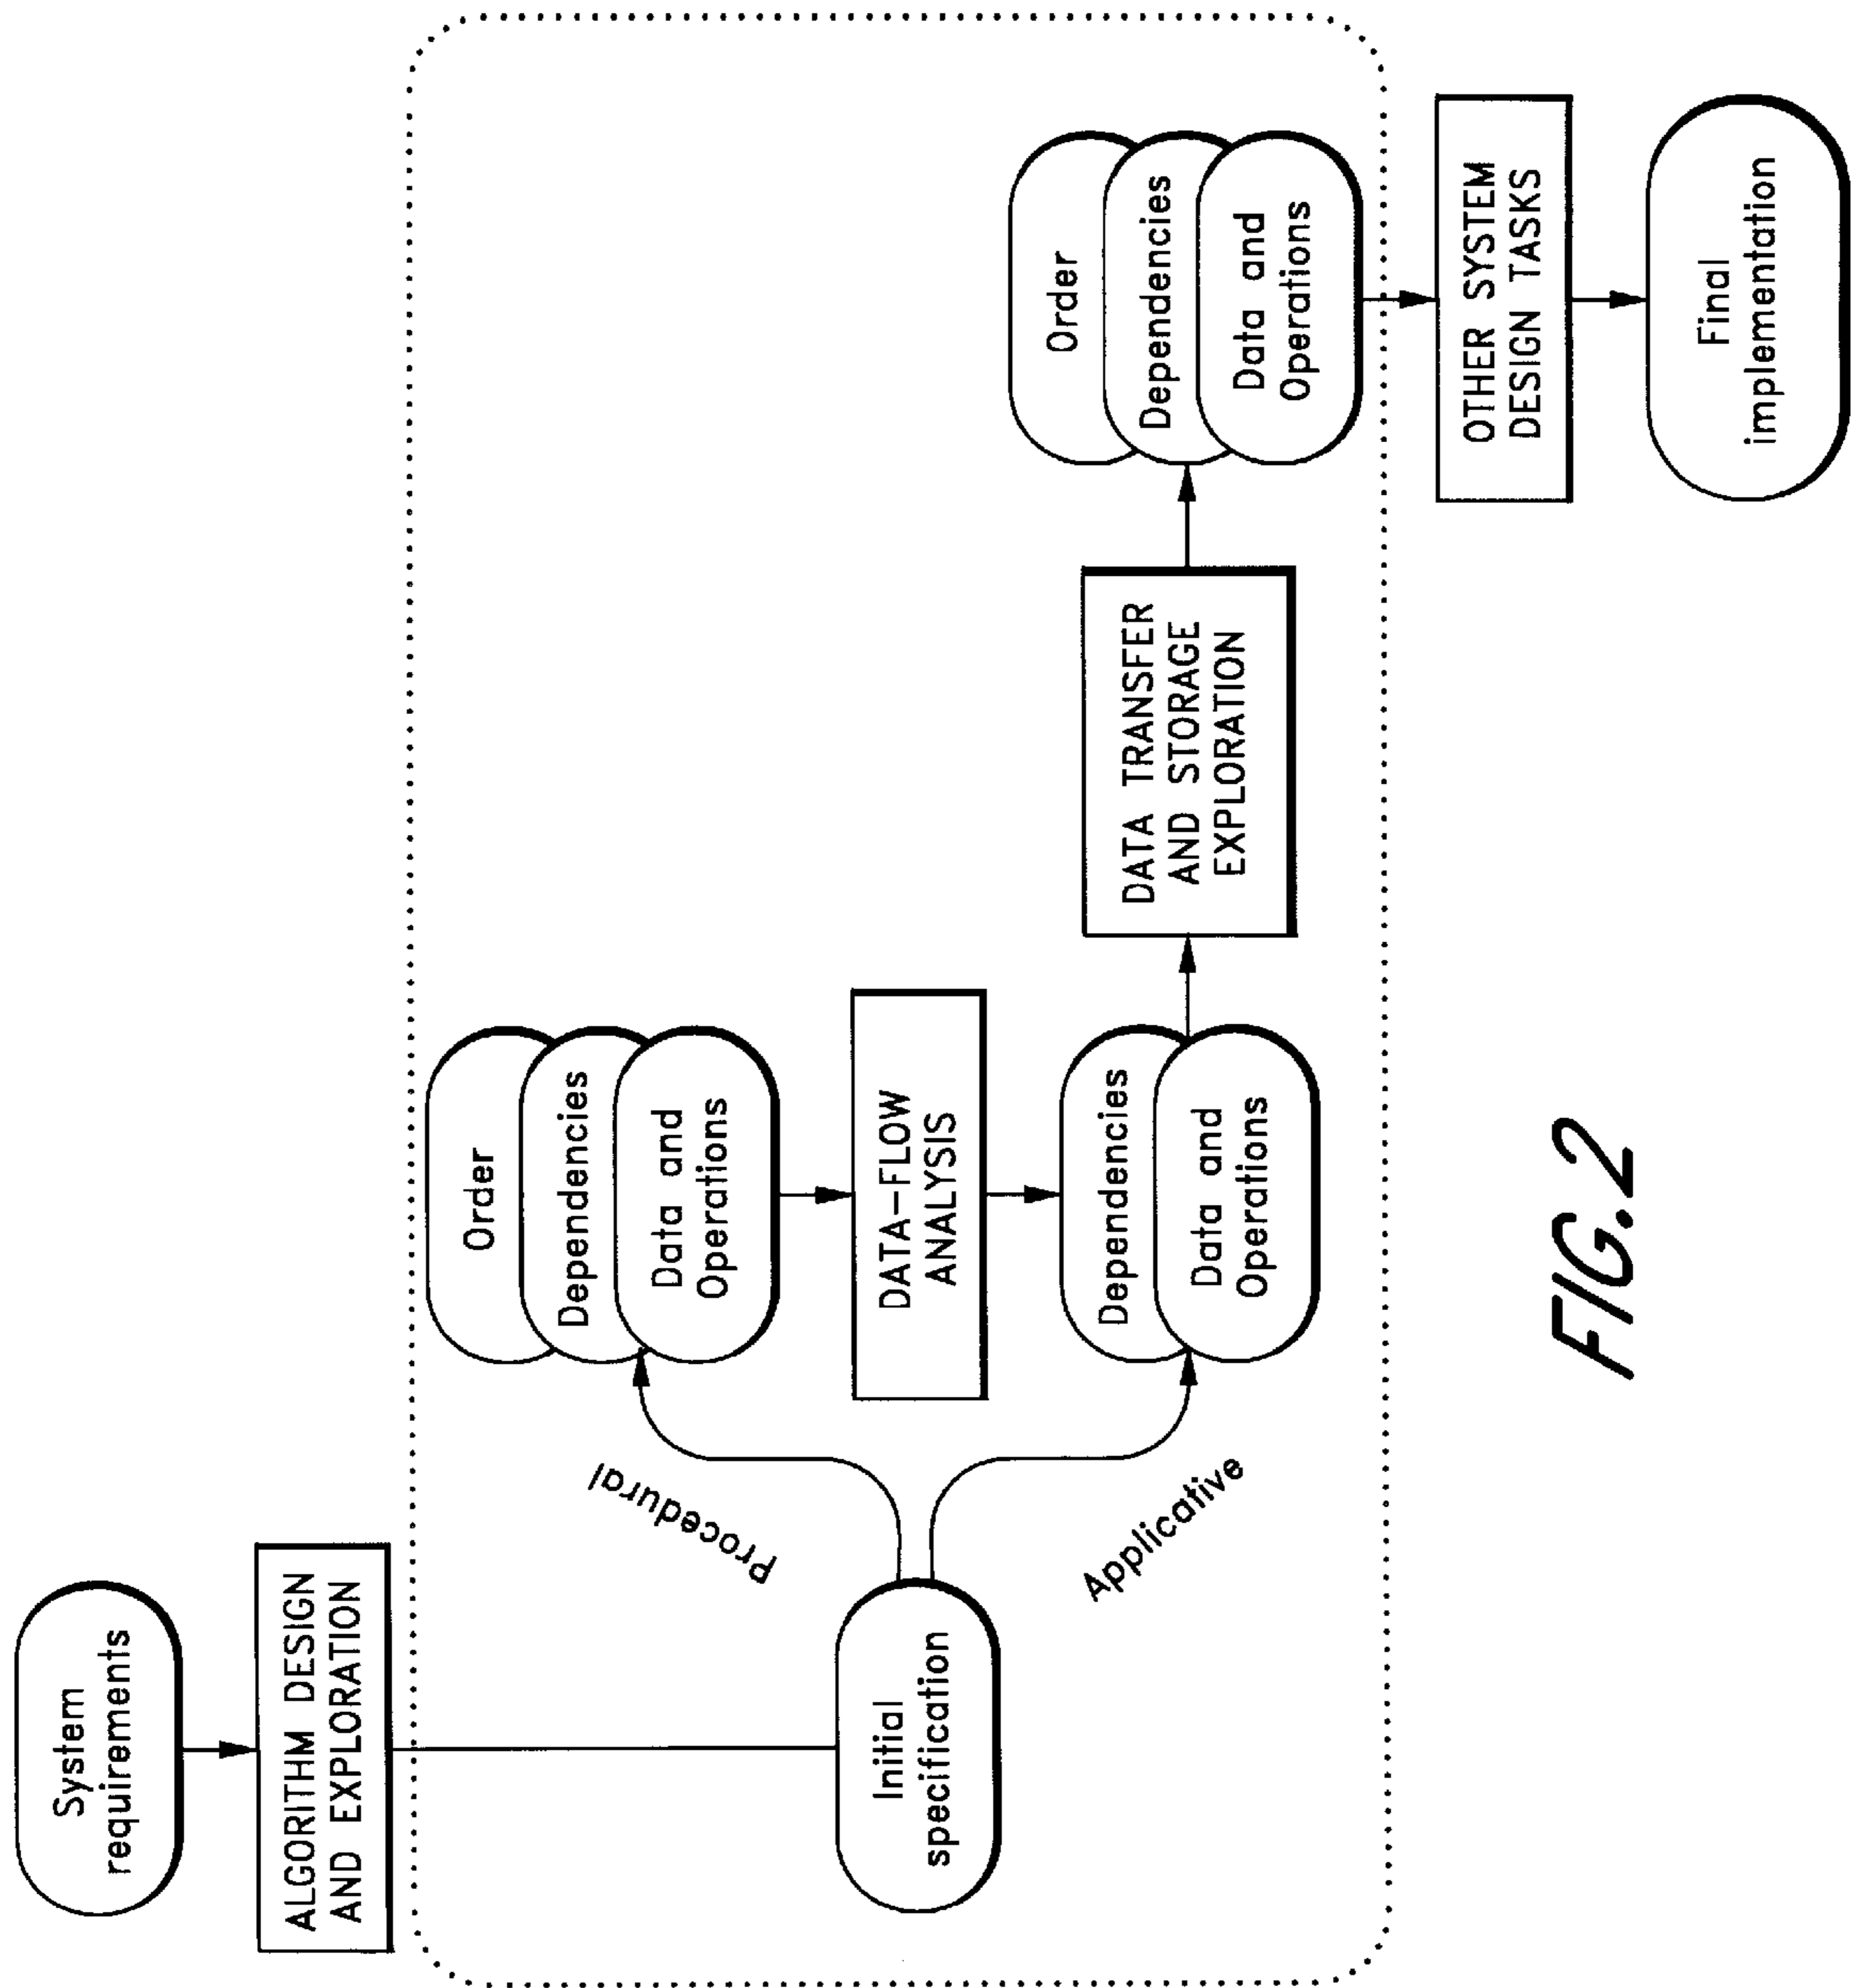 System
requirements
ALGORITHM DESIGN
AND EXPLORATION
Initial
specification
Procedural
Applicative
Order
Dependencies
Data and
Operations
DATA-FLOW
ANALYSIS
Dependencies
Data and
Operations
DATA TRANSFER
AND STORAGE
EXPLORATION
Order
Dependencies
Data and
Operations
OTHER SYSTEM
DESIGN TASKS
Final
implementation
FIG.2